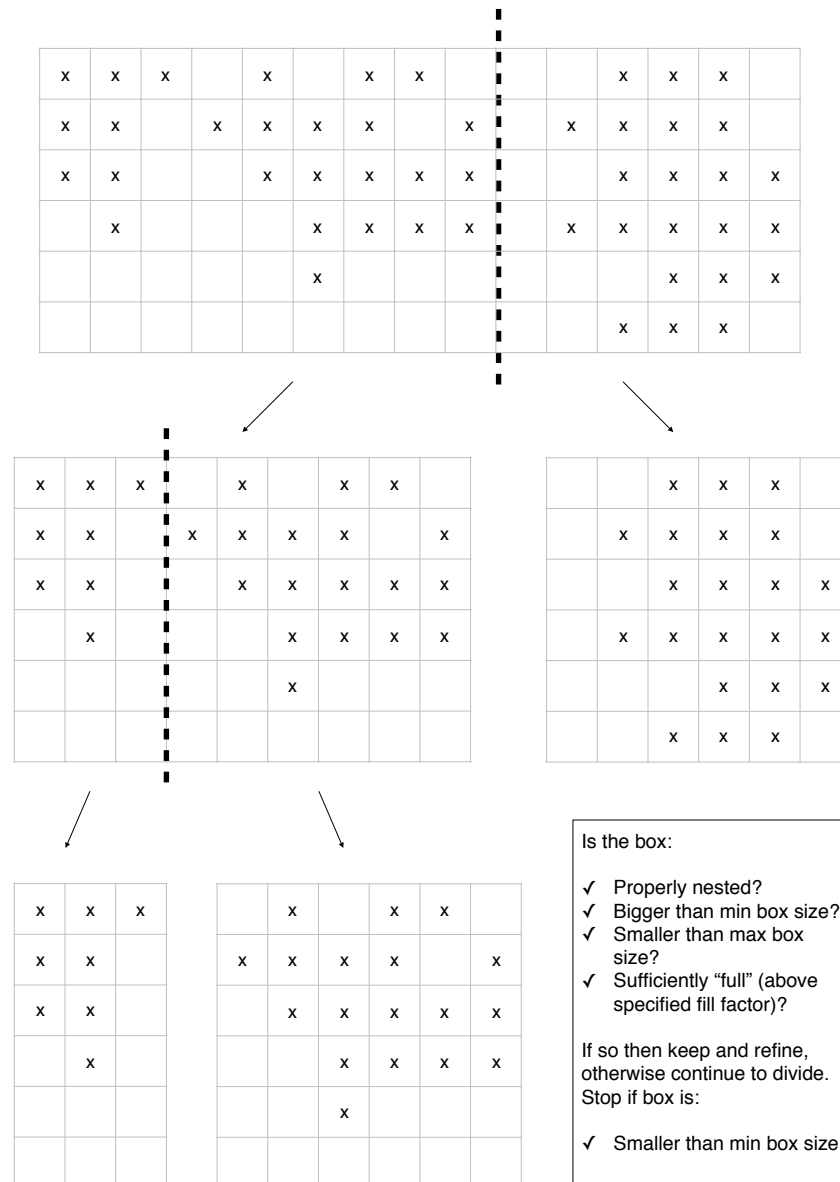 x x x x x x x x x
x x x x x x x x x x x x
x x x x x x x x x x x x
x x x x x x x x x x
x x x x
x x x
x x x x x x
x x x x x x x
x x x x x x x
x x x x x
x
x x x
x x x x
x x x x
x x x x x
x x x
x x x
x x x
x x
x x
x
x x x
x x x x x
x x x x x
x x x x
x
Is the box:
✓ Properly nested?
✓ Bigger than min box size?
✓ Smaller than max box
size?
✓ Sufficiently “full” (above
specified fill factor)?
If so then keep and refine,
otherwise continue to divide.
Stop if box is:
✓ Smaller than min box size